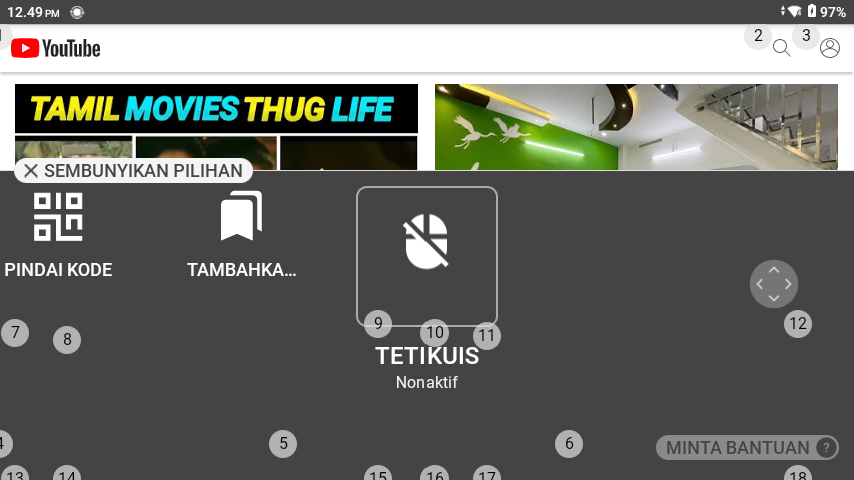 12.49 PM
97%
1
YouTube
2
3
TAMIL MOVIES THUG LIFE
SEMBUNYIKAN PILIHAN
PINDAI KODE
TAMBAHKA...
7
8
9
10
11
12
TETIKUIS
Nonaktif
4
5
6
MINTA BANTUAN ?
13
14
15
16
17
18